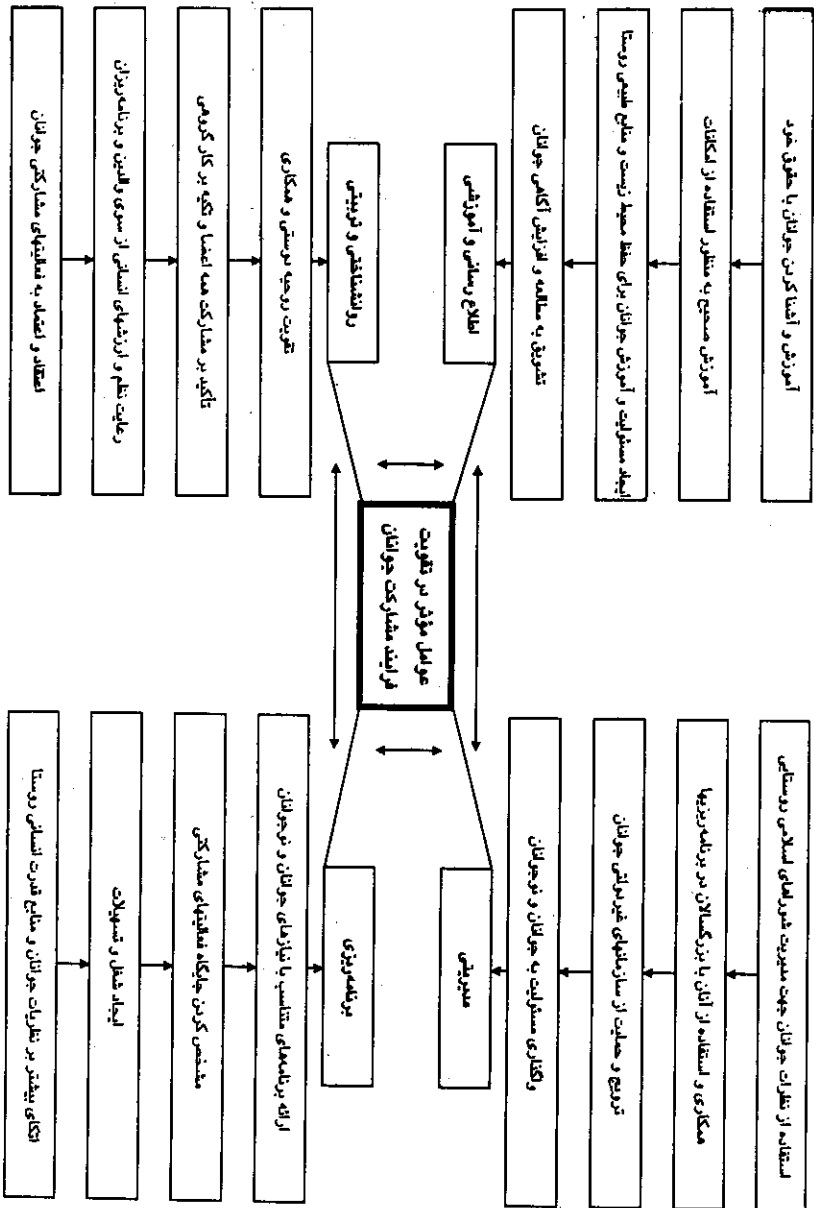 عوامل مؤثر در تقویت
فرایند مشارکت جوانان
اطلاع رسانی و آموزشی
تشویق به مطالعه و افزایش آگاهی جوانان
ایجاد مسئولیت و آموزش جوانان برای حفظ محیط زیست و منابع طبیعی روستا
آموزش صحیح به منظور استفاده از امکانات
آموزش و آشنا کردن جوانان با حقوق خود
روانشناختی و تربیتی
تقویت روحیه دوستی و همکاری
تأکید بر مشارکت همه اعضا و تکیه بر کار گروهی
رعایت نظم و ارزشهای انسانی از سوی والدین و برنامه‌ریزان
اعتقاد و اعتماد به فعالیتهای مشارکتی جوانان
مدیریتی
واگذاری مسئولیت به جوانان و نوجوانان
ترویج و حمایت از سازمانهای غیردولتی جوانان
همکاری و استفاده از آنان با بزرگسالان در برنامه‌ریزیها
استفاده از نظرات جوانان جهت مدیریت شوراهای اسلامی روستایی
برنامه‌ریزی
ارائه برنامه‌های متناسب با نیازهای جوانان و نوجوانان
مشخص کردن جایگاه فعالیتهای مشارکتی
ایجاد شغل و تسهیلات
اتکای بیشتر بر نظریات جوانان و منابع قدرت انسانی روستا